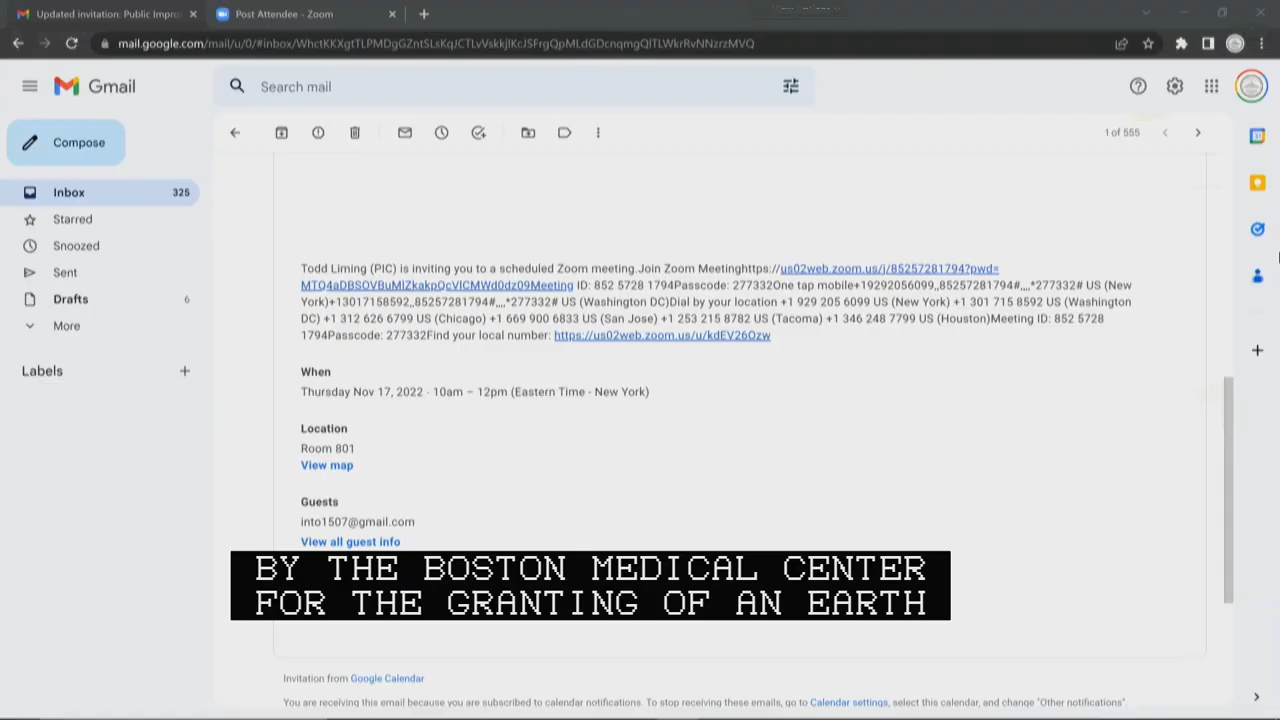 Updated invitation: Public Impro
Post Attendee - Zoom
mail.google.com/mail/u/0/#inbox/WhctKKXgtTLPMDgGZntSLsKqJCTLvVskkjlKcJSFrgQpMLdGDcnqmgQlTLWkrRvNNzrzMVQ
Gmail
Search mail
Compose
1 of 555
Inbox 325
Starred
Snoozed
Sent
Drafts 6
More
Labels
Todd Liming (PIC) is inviting you to a scheduled Zoom meeting.Join Zoom Meetinghttps://us02web.zoom.us/j/85257281794?pwd=
MTQ4aDBSOVBuMlZkakpQcVlCMWd0dz09Meeting ID: 852 5728 1794Passcode: 277332One tap mobile+19292056099,,85257281794#,,,,*277332# US (New
York)+13017158592,,85257281794#,,,,*277332# US (Washington DC)Dial by your location +1 929 205 6099 US (New York) +1 301 715 8592 US (Washington
DC) +1 312 626 6799 US (Chicago) +1 669 900 6833 US (San Jose) +1 253 215 8782 US (Tacoma) +1 346 248 7799 US (Houston)Meeting ID: 852 5728
1794Passcode: 277332Find your local number: https://us02web.zoom.us/u/kdEV26Ozw
When
Thursday Nov 17, 2022 · 10am – 12pm (Eastern Time - New York)
Location
Room 801
View map
Guests
into1507@gmail.com
View all guest info
BY THE BOSTON MEDICAL CENTER
FOR THE GRANTING OF AN EARTH
Invitation from Google Calendar
You are receiving this email because you are subscribed to calendar notifications. To stop receiving these emails, go to Calendar settings, select this calendar, and change "Other notifications"